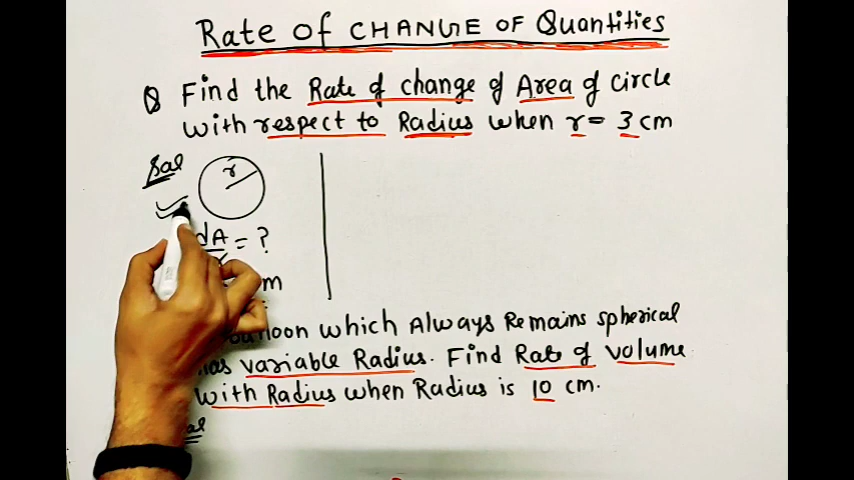 Rate of CHANGE OF Quantities
Q Find the Rate of change of Area of circle
with respect to Radius when r = 3 cm
Sol
r
dA = ?
m
balloon which Always Remains spherical
has variable Radius. Find Rate of volume
with Radius when Radius is 10 cm.